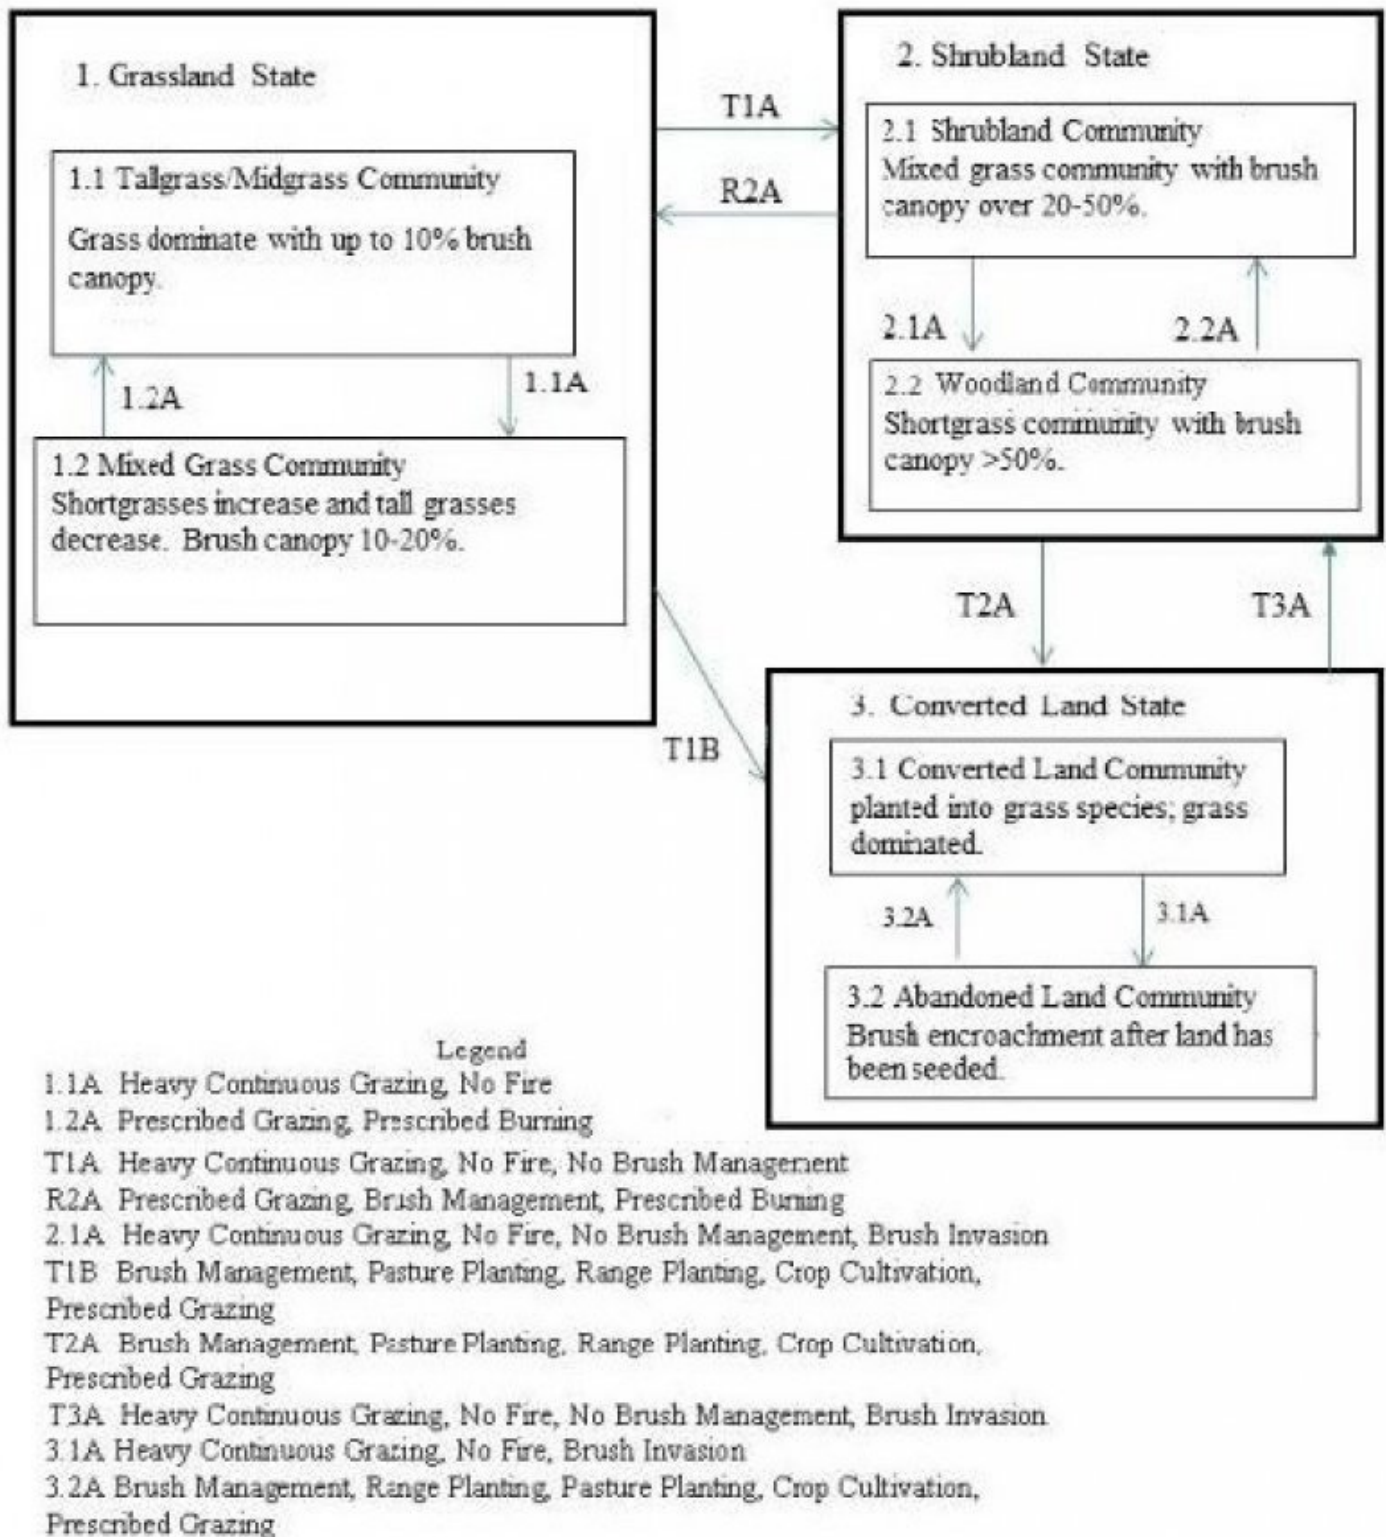 1. Grassland State
1.1 Tallgrass/Midgrass Community
Grass dominate with up to 10% brush
canopy.
1.2A
1.1A
1.2 Mixed Grass Community
Shortgrasses increase and tall grasses
decrease. Brush canopy 10-20%.
T1A
R2A
2. Shrubland State
2.1 Shrubland Community
Mixed grass community with brush
canopy over 20-50%.
2.1A
2.2A
2.2 Woodland Community
Shortgrass community with brush
canopy >50%.
T2A
T3A
T1B
3. Converted Land State
3.1 Converted Land Community
planted into grass species; grass
dominated.
3.2A
3.1A
3.2 Abandoned Land Community
Brush encroachment after land has
been seeded.
Legend
1.1A Heavy Continuous Grazing, No Fire
1.2A Prescribed Grazing, Prescribed Burning
T1A Heavy Continuous Grazing, No Fire, No Brush Management
R2A Prescribed Grazing, Brush Management, Prescribed Burning
2.1A Heavy Continuous Grazing, No Fire, No Brush Management, Brush Invasion
T1B Brush Management, Pasture Planting, Range Planting, Crop Cultivation,
Prescribed Grazing
T2A Brush Management, Pasture Planting, Range Planting, Crop Cultivation,
Prescribed Grazing
T3A Heavy Continuous Grazing, No Fire, No Brush Management, Brush Invasion
3.1A Heavy Continuous Grazing, No Fire, Brush Invasion
3.2A Brush Management, Range Planting, Pasture Planting, Crop Cultivation,
Prescribed Grazing